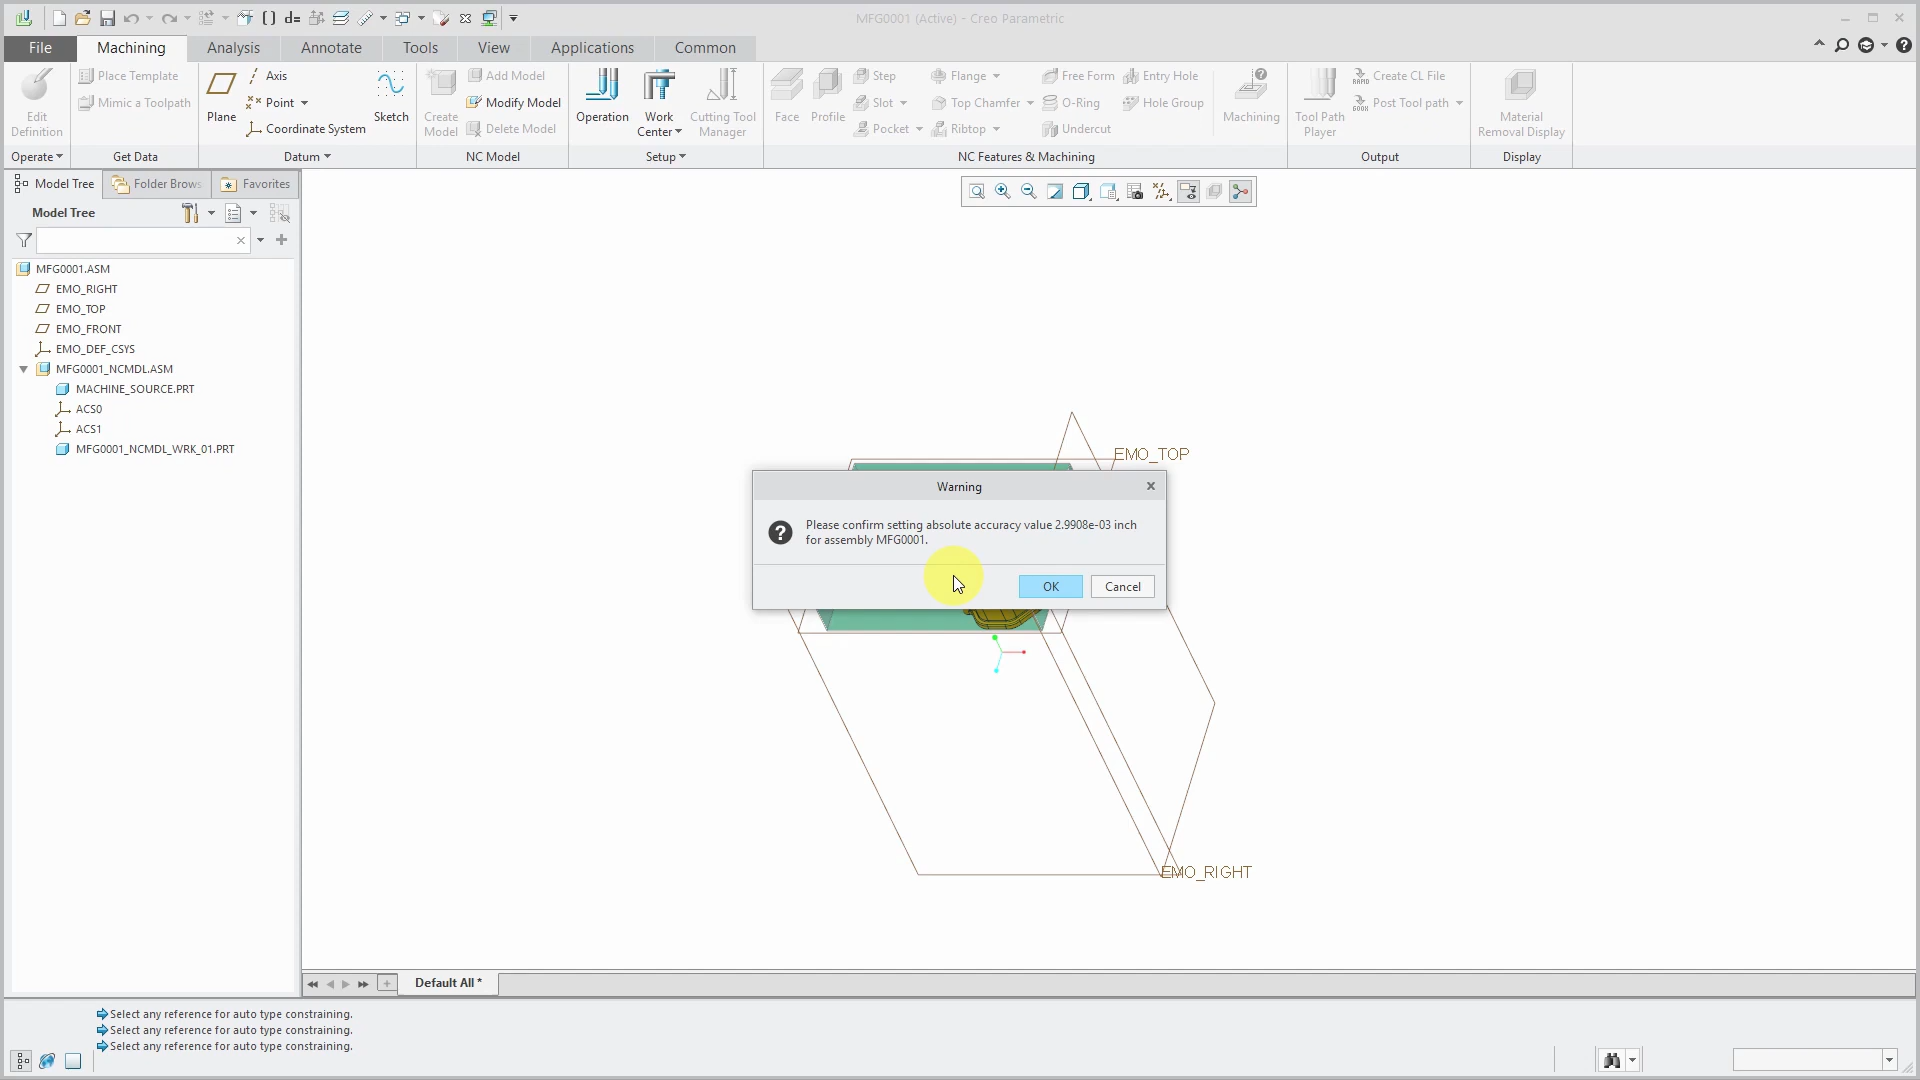 MFG0001 (Active) - Creo Parametric
d=
File
Machining
Analysis
Annotate
Tools
View
Applications
Common
Edit
Definition
Place Template
Mimic a Toolpath
Plane
Axis
Point
Coordinate System
Sketch
Create
Model
Add Model
Modify Model
Delete Model
Operation
Work
Center
Cutting Tool
Manager
Face
Profile
Step
Slot
Pocket
Flange
Top Chamfer
Ribtop
Free Form
O-Ring
Undercut
Entry Hole
Hole Group
Machining
Tool Path
Player
Create CL File
Post Tool path
Material
Removal Display
Operate
Get Data
Datum
NC Model
Setup
NC Features & Machining
Output
Display
Model Tree
Folder Brows
Favorites
Model Tree
MFG0001.ASM
EMO_RIGHT
EMO_TOP
EMO_FRONT
EMO_DEF_CSYS
MFG0001_NCMDL.ASM
MACHINE_SOURCE.PRT
ACS0
ACS1
MFG0001_NCMDL_WRK_01.PRT
EMO_TOP
Warning
Please confirm setting absolute accuracy value 2.9908e-03 inch
for assembly MFG0001.
OK
Cancel
EMO_RIGHT
Default All *
Select any reference for auto type constraining.
Select any reference for auto type constraining.
Select any reference for auto type constraining.